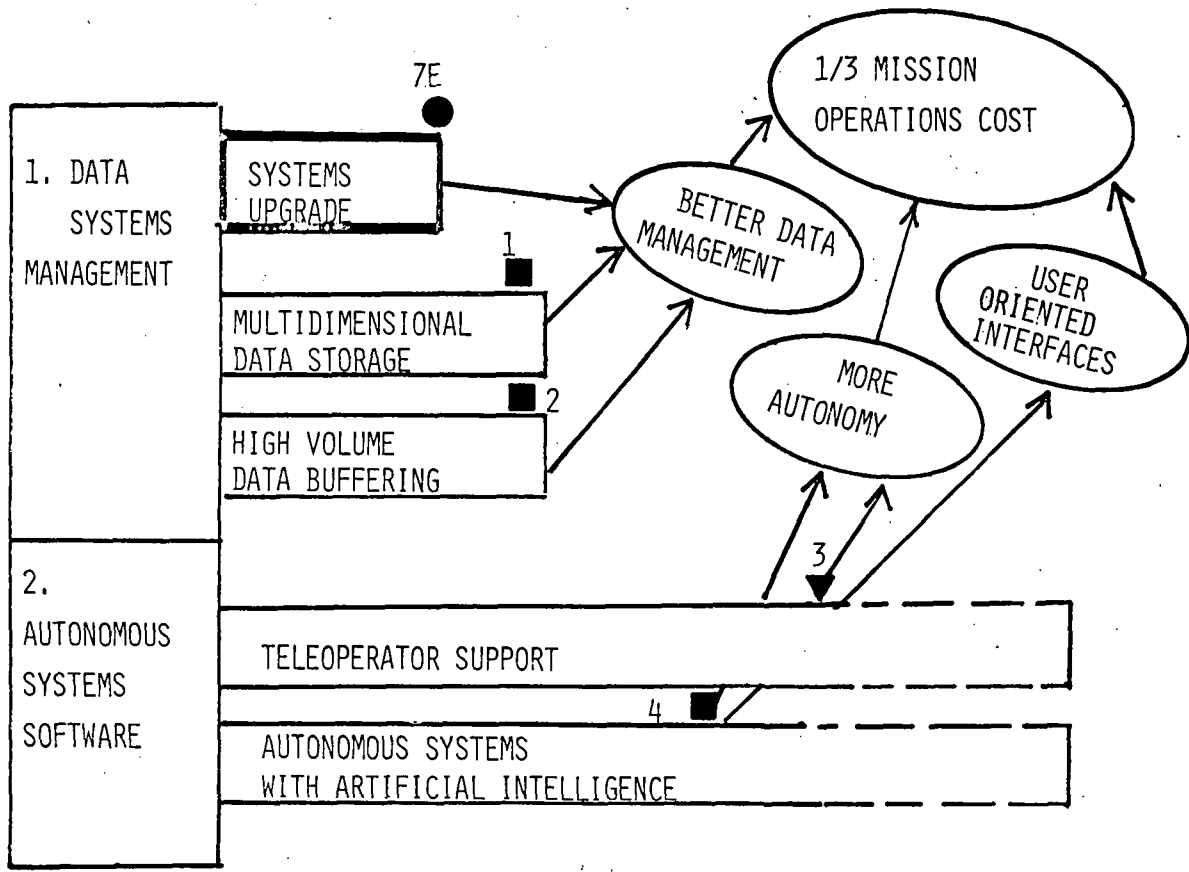 7E
1. DATA
SYSTEMS
MANAGEMENT
SYSTEMS
UPGRADE
1
MULTIDIMENSIONAL
DATA STORAGE
2
HIGH VOLUME
DATA BUFFERING
1/3 MISSION
OPERATIONS COST
BETTER DATA
MANAGEMENT
USER
ORIENTED
INTERFACES
MORE
AUTONOMY
3
2.
AUTONOMOUS
SYSTEMS
SOFTWARE
TELEOPERATOR SUPPORT
4
AUTONOMOUS SYSTEMS
WITH ARTIFICIAL INTELLIGENCE